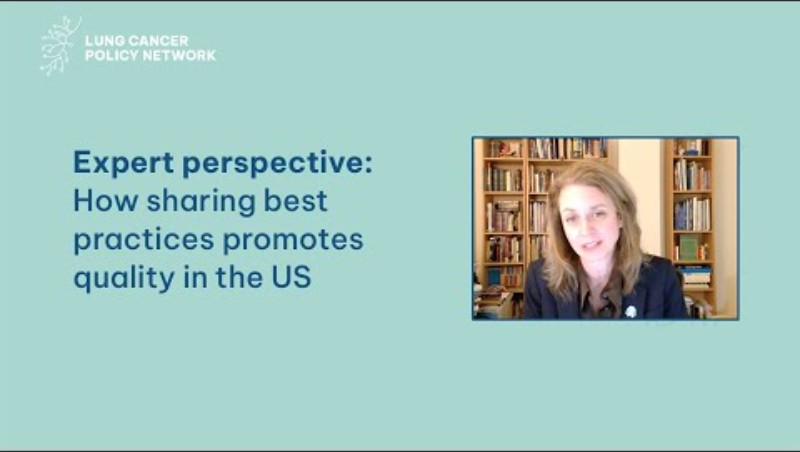 LUNG CANCER
POLICY NETWORK
Expert perspective:
How sharing best
practices promotes
quality in the US